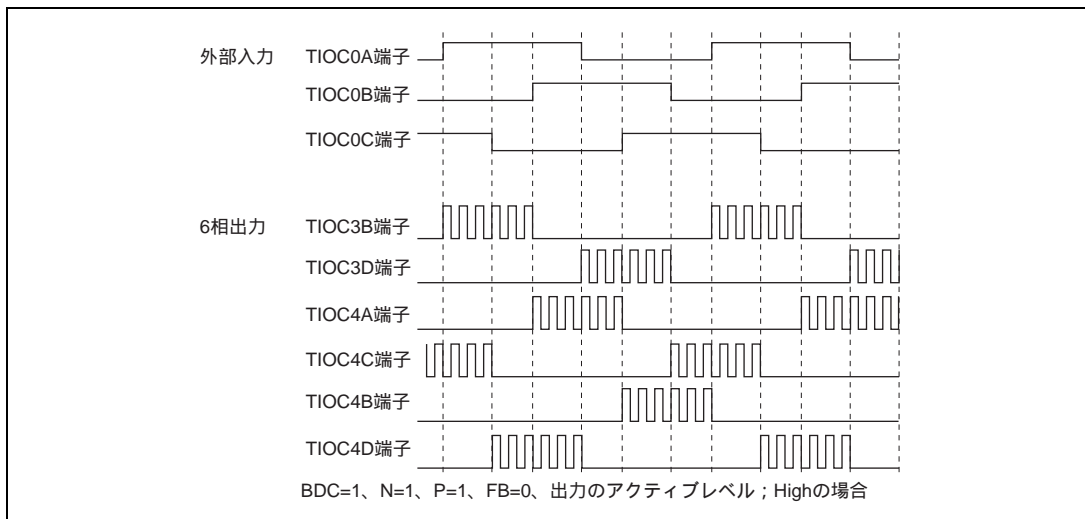 外部入力 TIOC0A端子
TIOC0B端子
TIOC0C端子
6相出力 TIOC3B端子
TIOC3D端子
TIOC4A端子
TIOC4C端子
TIOC4B端子
TIOC4D端子
BDC=1、N=1、P=1、FB=0、出力のアクティブレベル；Highの場合